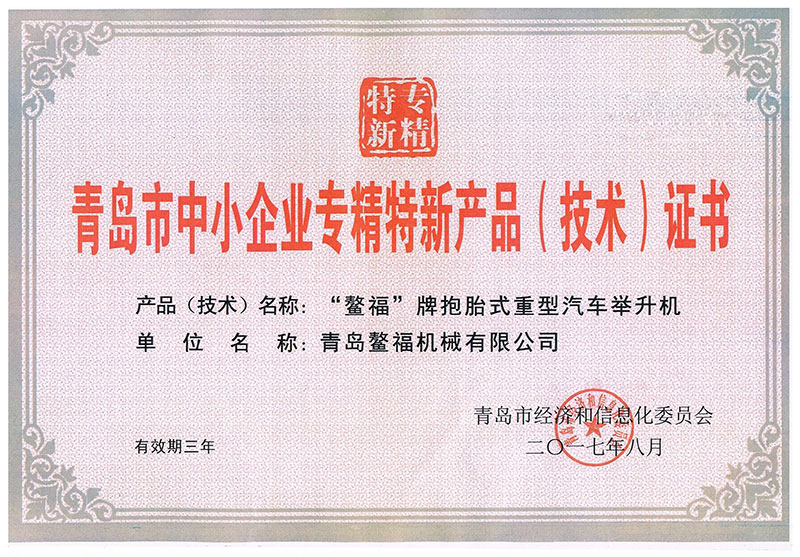 专精
特新
青岛市中小企业专精特新产品（技术）证书
产品（技术）名称：“鳌福”牌抱胎式重型汽车举升机
单位名称：青岛鳌福机械有限公司
青岛市经济和信息化委员会
有效期三年
二〇一七年八月